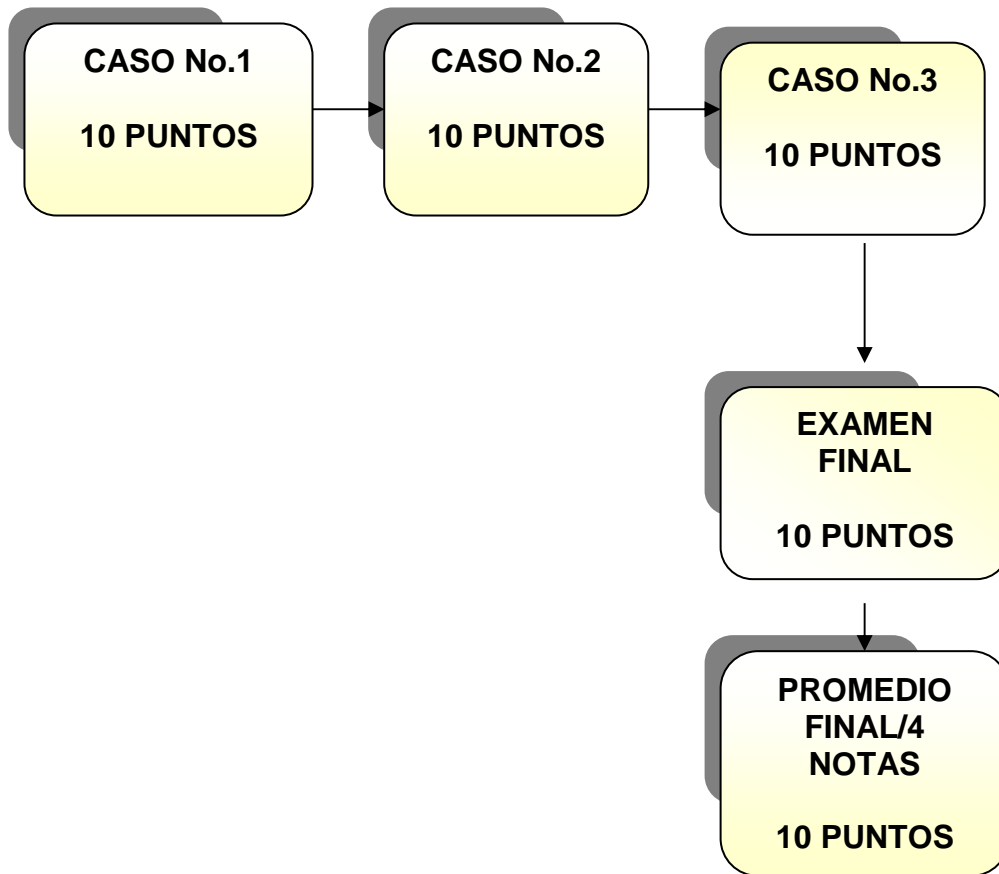 CASO No.1
10 PUNTOS
CASO No.2
10 PUNTOS
CASO No.3
10 PUNTOS
EXAMEN
FINAL
10 PUNTOS
PROMEDIO
FINAL/4
NOTAS
10 PUNTOS